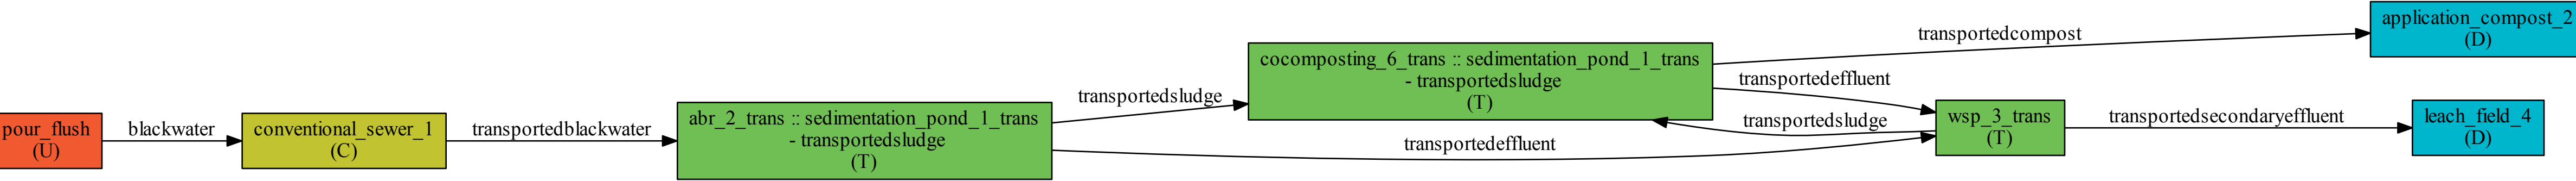 pour_flush
(U)
blackwater
conventional_sewer_1
(C)
transportedblackwater
abr_2_trans :: sedimentation_pond_1_trans
- transportedsludge
(T)
transportedsludge
transportedeffluent
cocomposting_6_trans :: sedimentation_pond_1_trans
- transportedsludge
(T)
transportedcompost
transportedeffluent
transportedsludge
wsp_3_trans
(T)
transportedsecondaryeffluent
application_compost_2
(D)
leach_field_4
(D)